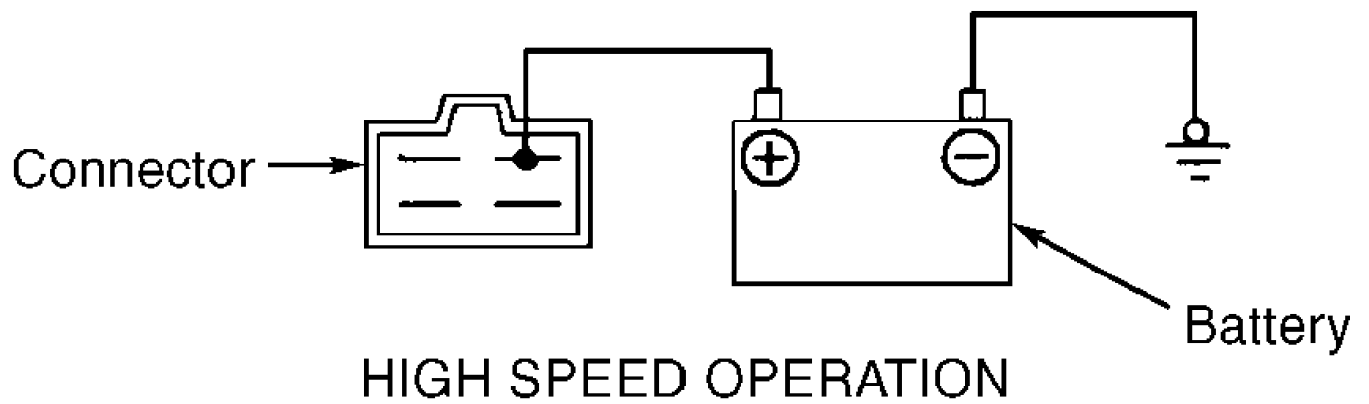 Connector
+
−
Battery
HIGH SPEED OPERATION